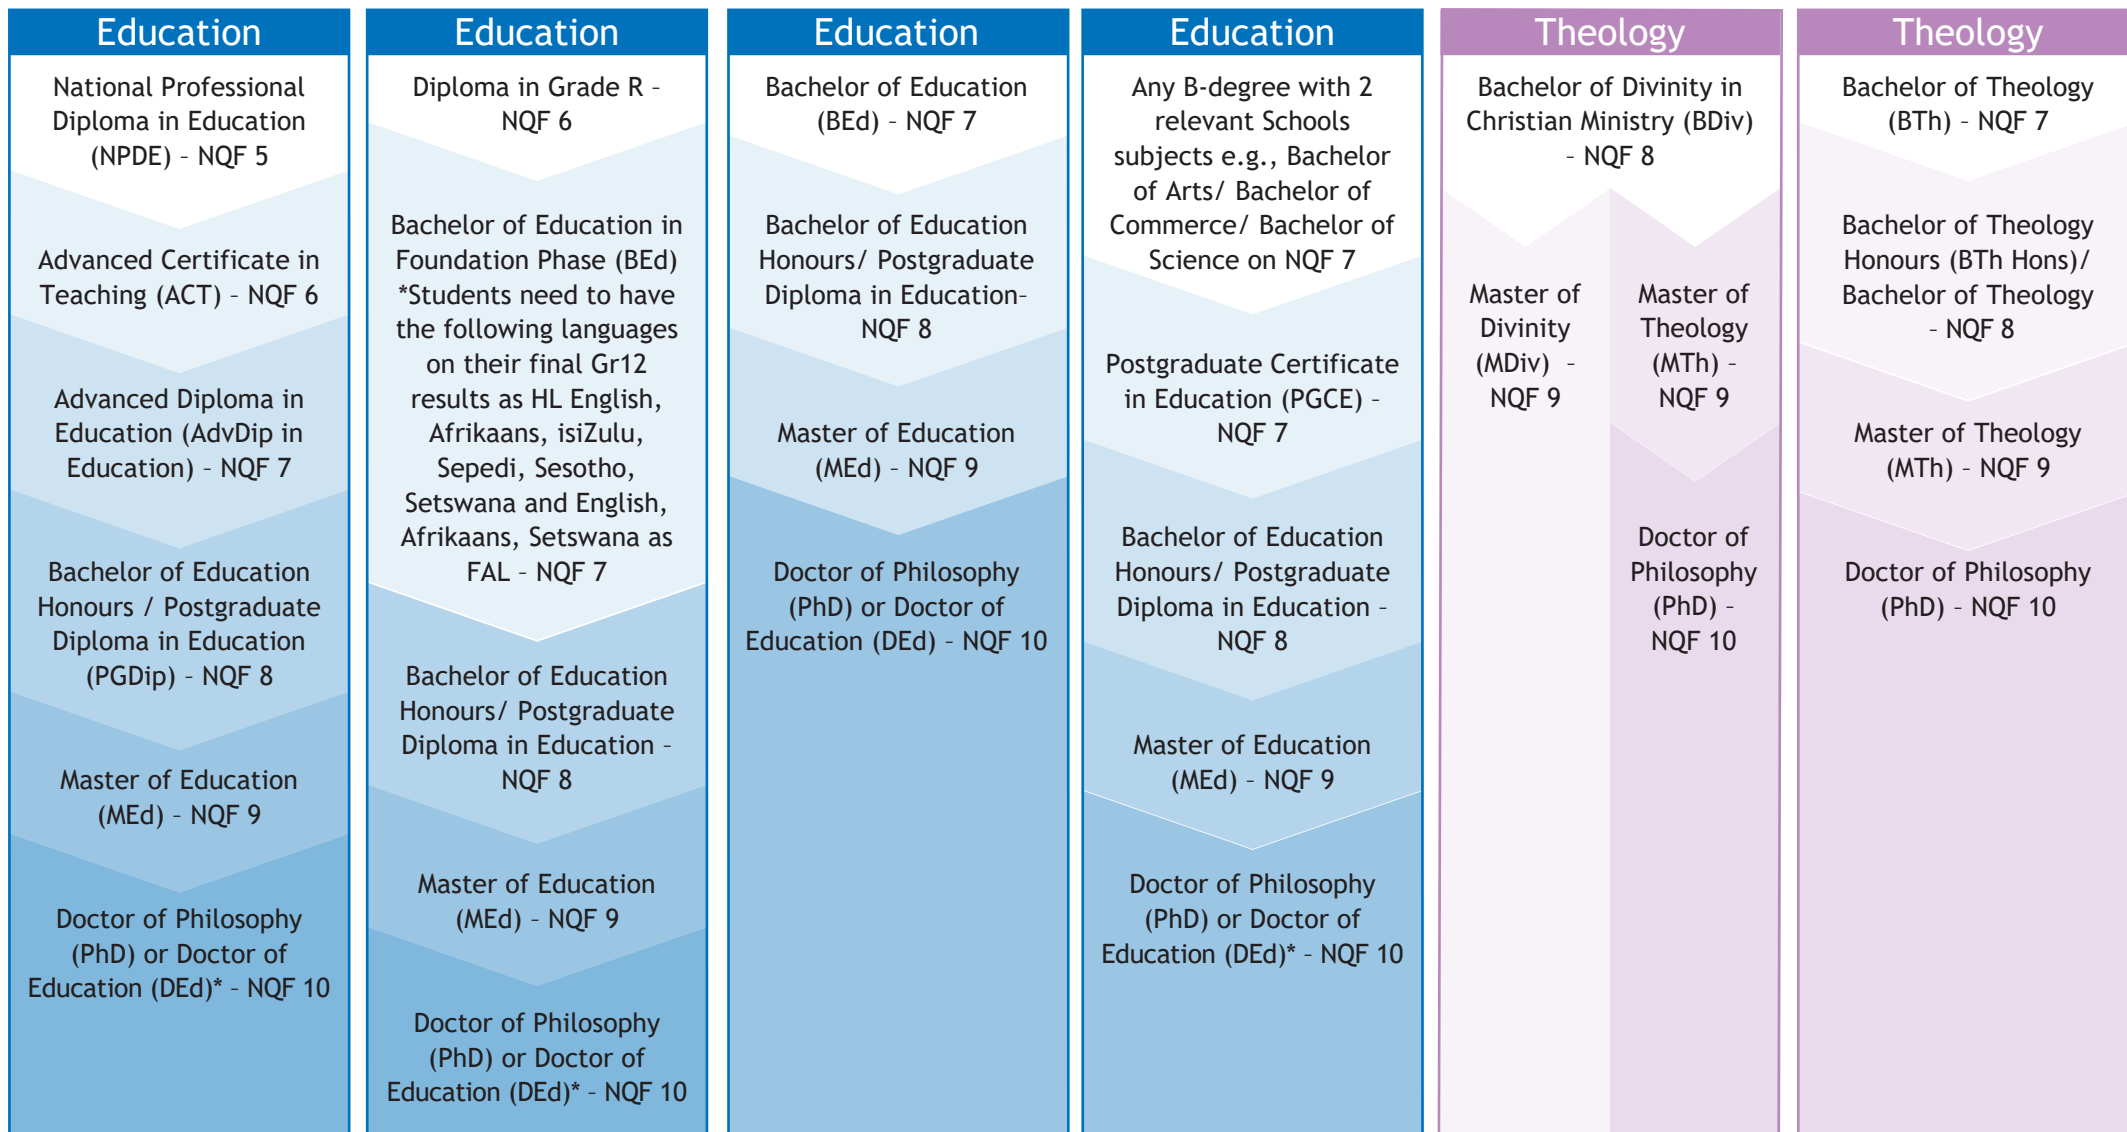 Education
National Professional
Diploma in Education
(NPDE) – NQF 5
Advanced Certificate in
Teaching (ACT) – NQF 6
Advanced Diploma in
Education (AdvDip in
Education) – NQF 7
Bachelor of Education
Honours / Postgraduate
Diploma in Education
(PGDip) – NQF 8
Master of Education
(MEd) – NQF 9
Doctor of Philosophy
(PhD) or Doctor of
Education (DEd)* – NQF 10
Education
Diploma in Grade R –
NQF 6
Bachelor of Education in
Foundation Phase (BEd)
*Students need to have
the following languages
on their final Gr12
results as HL English,
Afrikaans, isiZulu,
Sepedi, Sesotho,
Setswana and English,
Afrikaans, Setswana as
FAL – NQF 7
Bachelor of Education
Honours/ Postgraduate
Diploma in Education –
NQF 8
Master of Education
(MEd) – NQF 9
Doctor of Philosophy
(PhD) or Doctor of
Education (DEd)* – NQF 10
Education
Bachelor of Education
(BEd) – NQF 7
Bachelor of Education
Honours/ Postgraduate
Diploma in Education–
NQF 8
Master of Education
(MEd) – NQF 9
Doctor of Philosophy
(PhD) or Doctor of
Education (DEd) – NQF 10
Education
Any B-degree with 2
relevant Schools
subjects e.g., Bachelor
of Arts/ Bachelor of
Commerce/ Bachelor of
Science on NQF 7
Postgraduate Certificate
in Education (PGCE) –
NQF 7
Bachelor of Education
Honours/ Postgraduate
Diploma in Education –
NQF 8
Master of Education
(MEd) – NQF 9
Doctor of Philosophy
(PhD) or Doctor of
Education (DEd)* – NQF 10
Theology
Bachelor of Divinity in
Christian Ministry (BDiv)
– NQF 8
Master of
Divinity
(MDiv) –
NQF 9
Master of
Theology
(MTh) –
NQF 9
Doctor of
Philosophy
(PhD) –
NQF 10
Theology
Bachelor of Theology
(BTh) – NQF 7
Bachelor of Theology
Honours (BTh Hons)/
Bachelor of Theology
– NQF 8
Master of Theology
(MTh) – NQF 9
Doctor of Philosophy
(PhD) – NQF 10